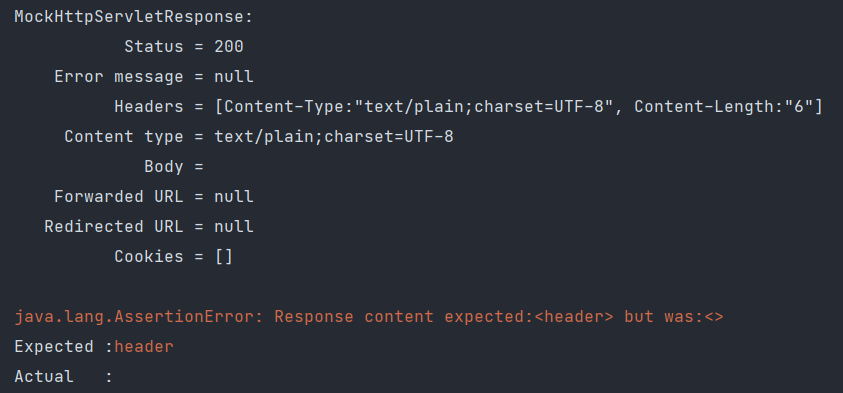 MockHttpServletResponse:
Status = 200
Error message = null
Headers = [Content-Type:"text/plain;charset=UTF-8", Content-Length:"6"]
Content type = text/plain;charset=UTF-8
Body =
Forwarded URL = null
Redirected URL = null
Cookies = []
java.lang.AssertionError: Response content expected:<header> but was:<>
Expected :header
Actual   :